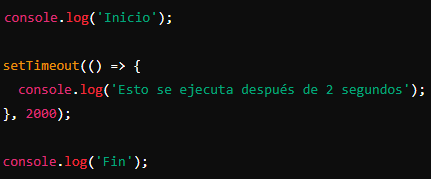 console.log('Inicio');
setTimeout(() => {
  console.log('Esto se ejecuta después de 2 segundos');
}, 2000);
console.log('Fin');